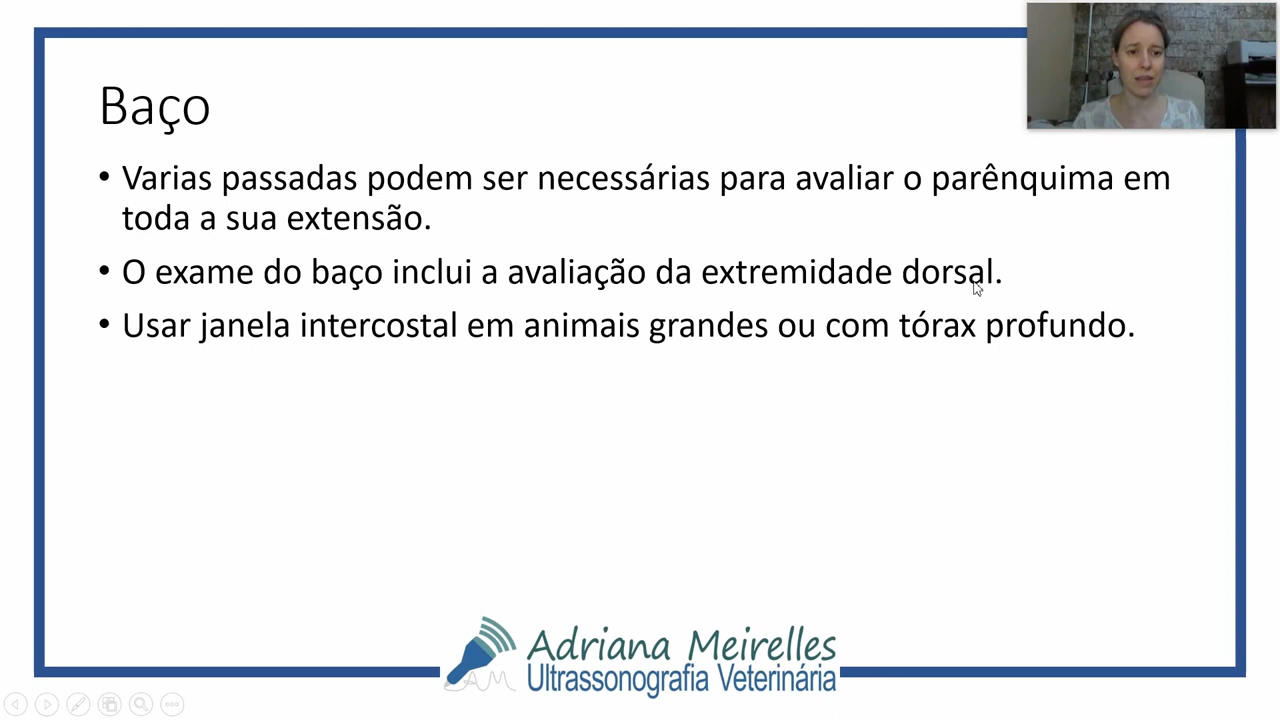 Baço
• Varias passadas podem ser necessárias para avaliar o parênquima em
toda a sua extensão.
• O exame do baço inclui a avaliação da extremidade dorsal.
• Usar janela intercostal em animais grandes ou com tórax profundo.
Adriana Meirelles
AM
Ultrassonografia Veterinária